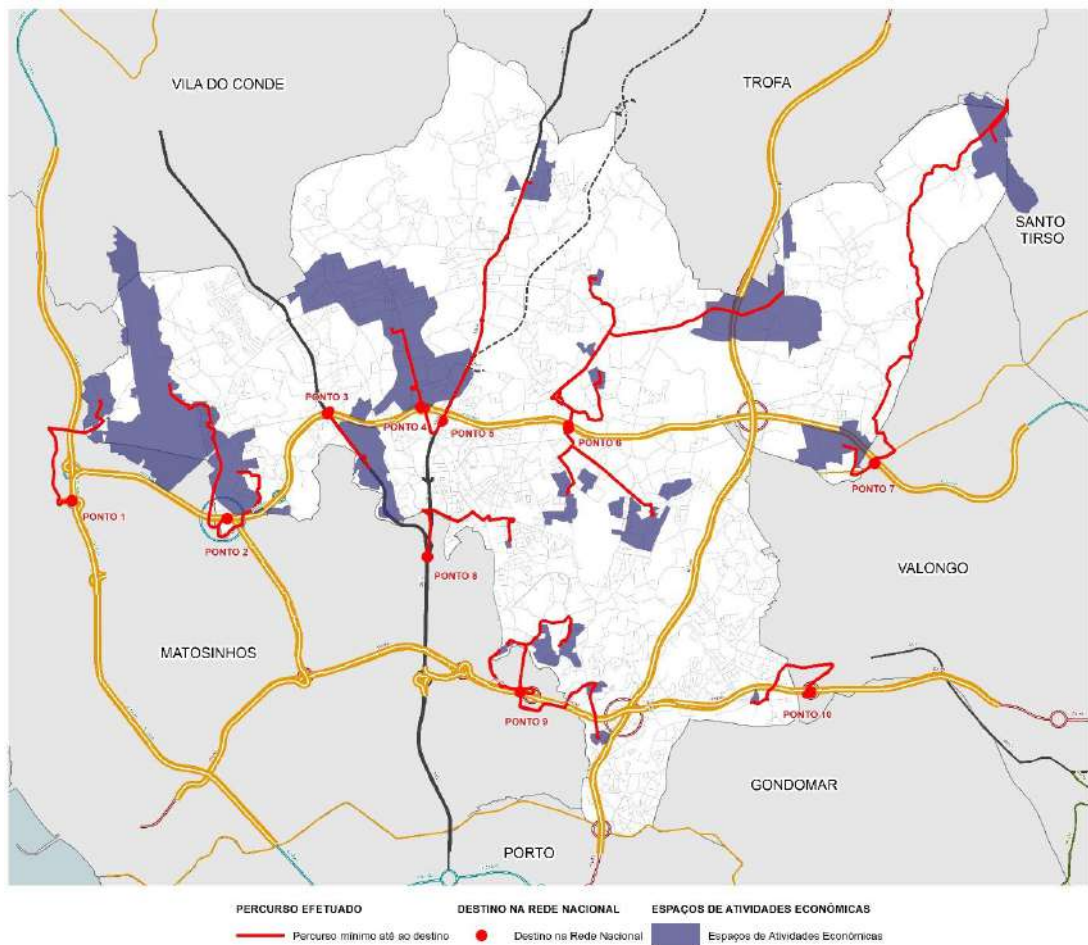 VILA DO CONDE
TROFA
SANTO
TIRSO
PONTO 3
PONTO 4
PONTO 5
PONTO 6
PONTO 7
PONTO 1
PONTO 2
PONTO 8
VALONGO
MATOSINHOS
PONTO 9
PONTO 10
GONDOMAR
PORTO
PERCURSO EFETUADO
DESTINO NA REDE NACIONAL
ESPAÇOS DE ATIVIDADES ECONÓMICAS
Percurso mínimo até ao destino
Destino na Rede Nacional
Espaços de Atividades Económicas